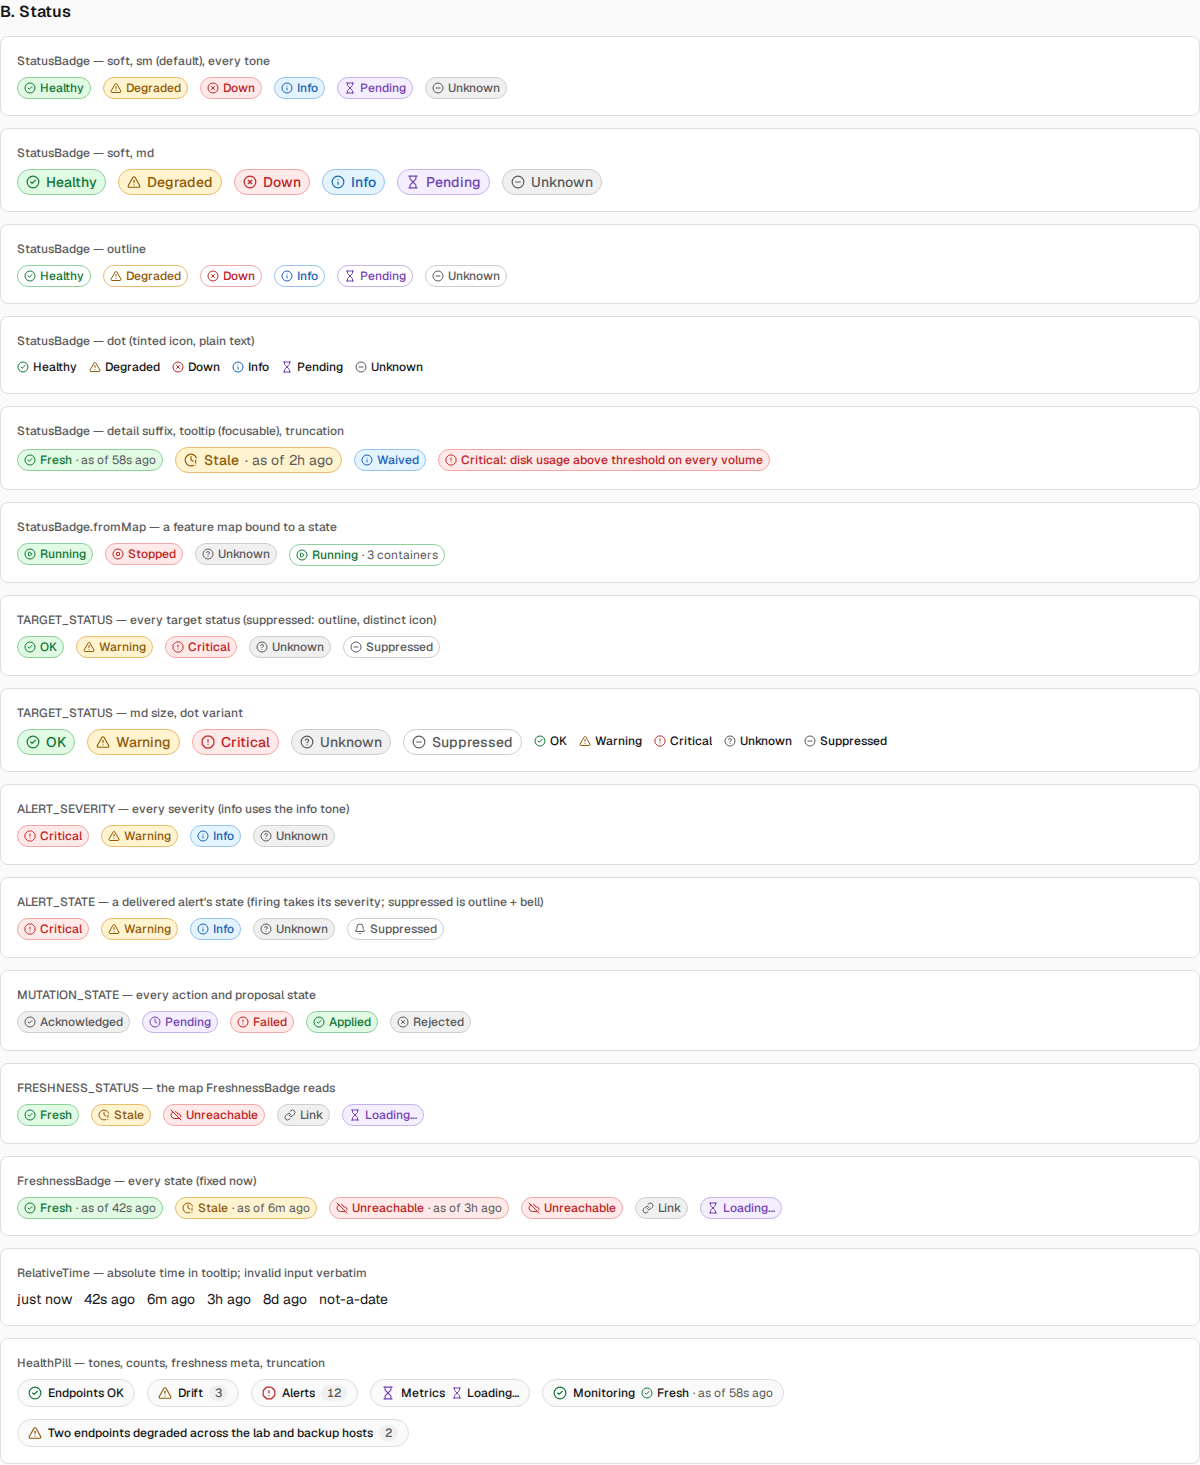 B. Status
StatusBadge — soft, sm (default), every tone
Healthy Degraded Down Info Pending Unknown
StatusBadge — soft, md
Healthy Degraded Down Info Pending Unknown
StatusBadge — outline
Healthy Degraded Down Info Pending Unknown
StatusBadge — dot (tinted icon, plain text)
Healthy Degraded Down Info Pending Unknown
StatusBadge — detail suffix, tooltip (focusable), truncation
Fresh · as of 58s ago Stale · as of 2h ago Waived Critical: disk usage above threshold on every volume
StatusBadge.fromMap — a feature map bound to a state
Running Stopped Unknown Running · 3 containers
TARGET_STATUS — every target status (suppressed: outline, distinct icon)
OK Warning Critical Unknown Suppressed
TARGET_STATUS — md size, dot variant
OK Warning Critical Unknown Suppressed OK Warning Critical Unknown Suppressed
ALERT_SEVERITY — every severity (info uses the info tone)
Critical Warning Info Unknown
ALERT_STATE — a delivered alert's state (firing takes its severity; suppressed is outline + bell)
Critical Warning Info Unknown Suppressed
MUTATION_STATE — every action and proposal state
Acknowledged Pending Failed Applied Rejected
FRESHNESS_STATUS — the map FreshnessBadge reads
Fresh Stale Unreachable Link Loading…
FreshnessBadge — every state (fixed now)
Fresh · as of 42s ago Stale · as of 6m ago Unreachable · as of 3h ago Unreachable Link Loading…
RelativeTime — absolute time in tooltip; invalid input verbatim
just now 42s ago 6m ago 3h ago 8d ago not-a-date
HealthPill — tones, counts, freshness meta, truncation
Endpoints OK Drift 3 Alerts 12 Metrics Loading… Monitoring Fresh · as of 58s ago
Two endpoints degraded across the lab and backup hosts 2